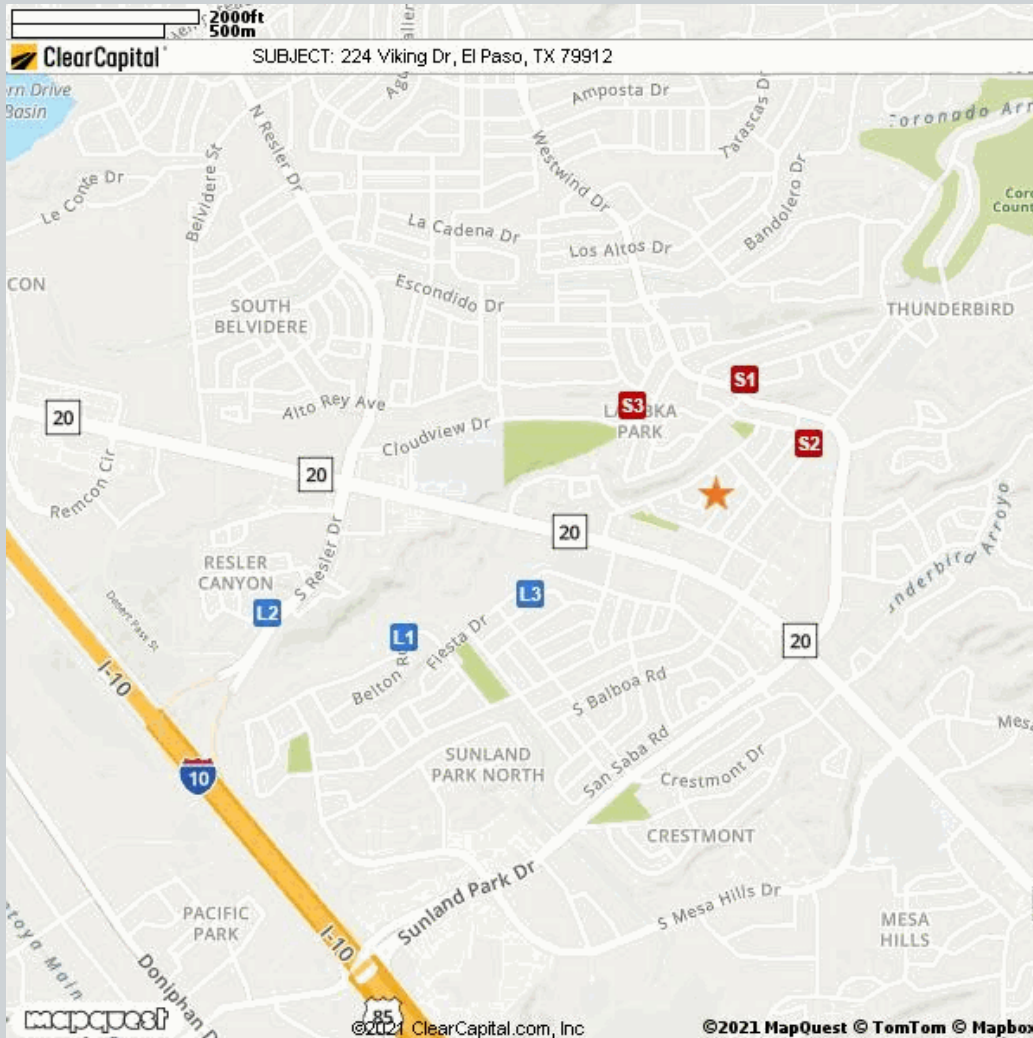 2000ft
500m
ClearCapital
SUBJECT: 224 Viking Dr, El Paso, TX 79912
rn Drive
Basin
N Resler Dr
Amposta Dr
Tarascas Dr
Coronado Arr
Westwind Dr
Belvidere St
Le Conte Dr
Bandolero Dr
La Cadena Dr
Los Altos Dr
CON
Escondido Dr
SOUTH
BELVIDERE
THUNDERBIRD
S1
S3
PARK
S2
Alto Rey Ave
Cloudview Dr
20
20
20
Remcon Cir
RESLER
CANYON
S Resler Dr
L3
L2
L1
Desert Pass St
Fiesta Dr
Belton
I-10
underbird Arroyo
20
S Balboa Rd
SUNLAND
PARK NORTH
San Saba Rd
Crestmont Dr
10
CRESTMONT
Sunland Park Dr
S Mesa Hills Dr
MESA
HILLS
PACIFIC
PARK
I-10
toya Main
Doniphan D
85
mapquest
©2021 ClearCapital.com, Inc
©2021 MapQuest © TomTom © Mapbox